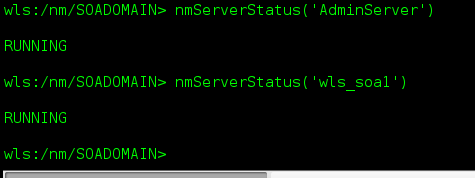 wls:/nm/SOADOMAIN> nmServerStatus('AdminServer')
RUNNING
wls:/nm/SOADOMAIN> nmServerStatus('wls_soa1')
RUNNING
wls:/nm/SOADOMAIN>